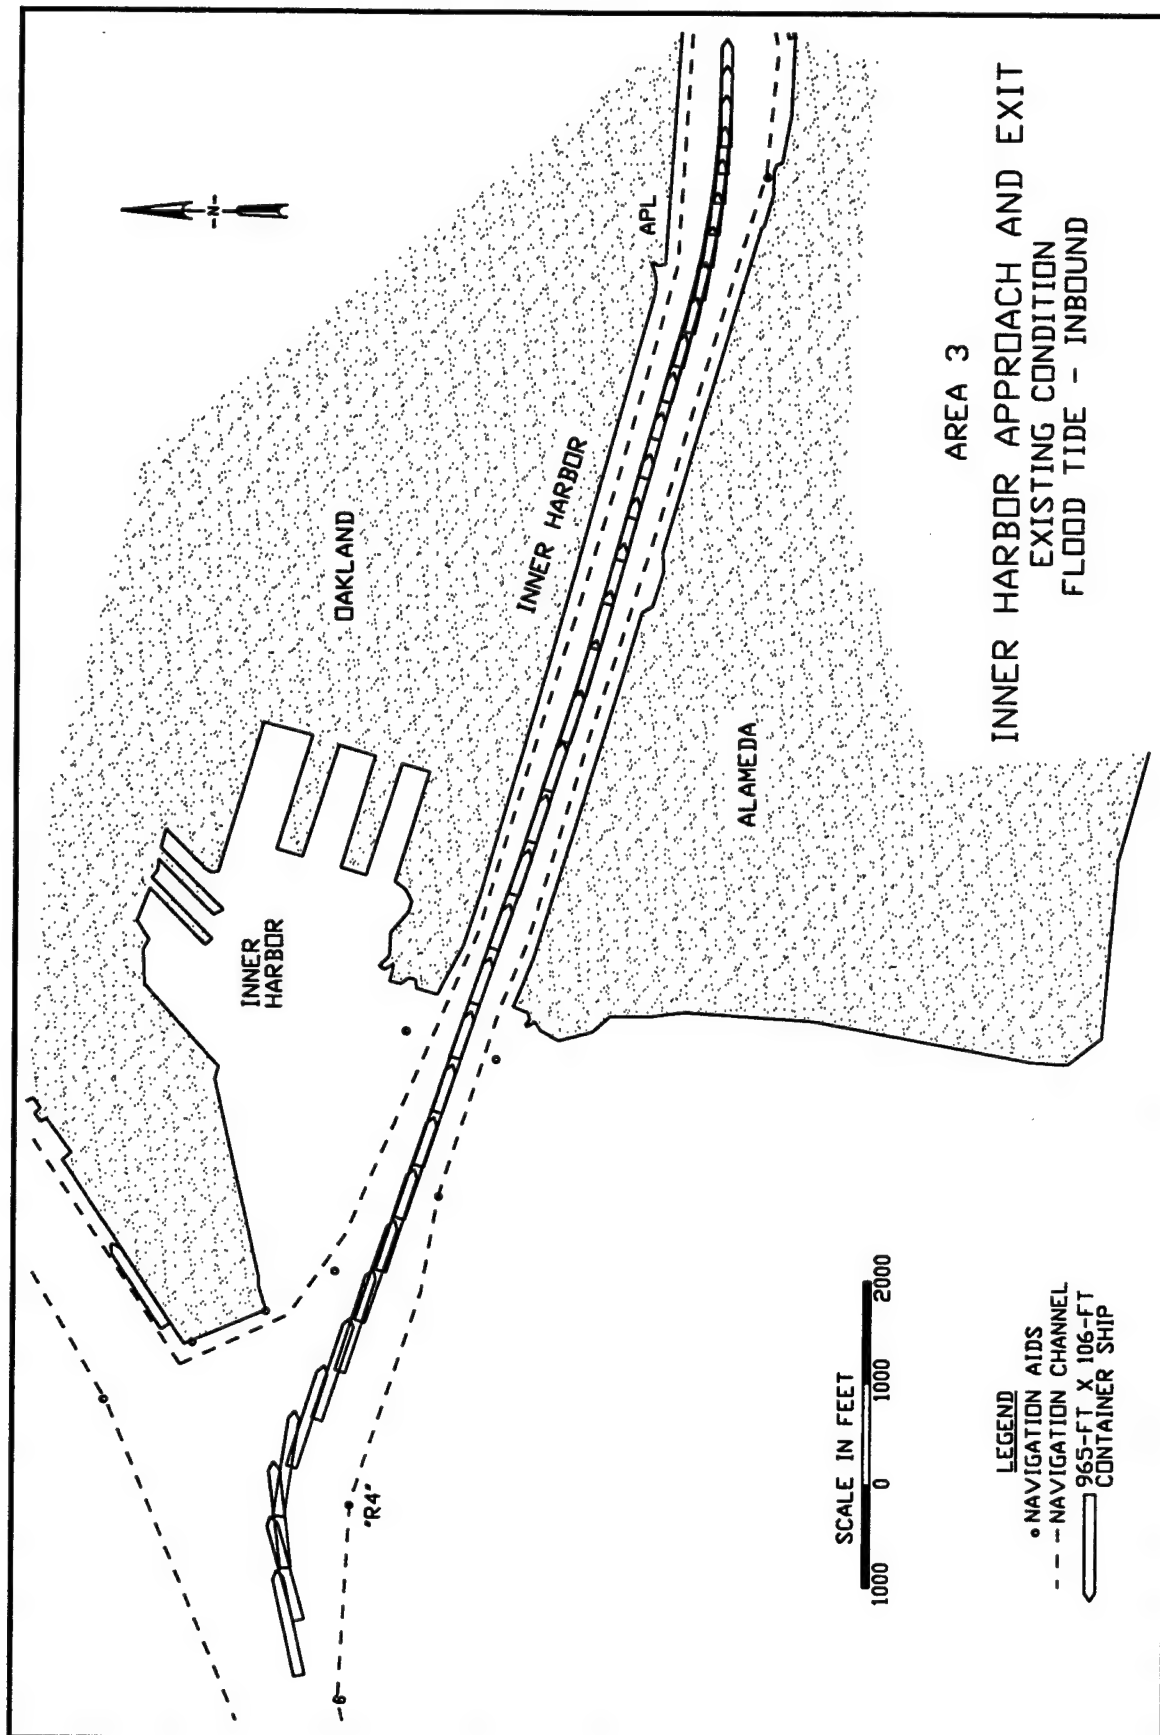 -N-
OAKLAND
APL
INNER HARBOR
INNER
HARBOR
ALAMEDA
"R4"
AREA 3
INNER HARBOR APPROACH AND EXIT
EXISTING CONDITION
FLOOD TIDE - INBOUND
SCALE IN FEET
1000 0 1000 2000
LEGEND
NAVIGATION AIDS
NAVIGATION CHANNEL
965-FT X 106-FT
CONTAINER SHIP